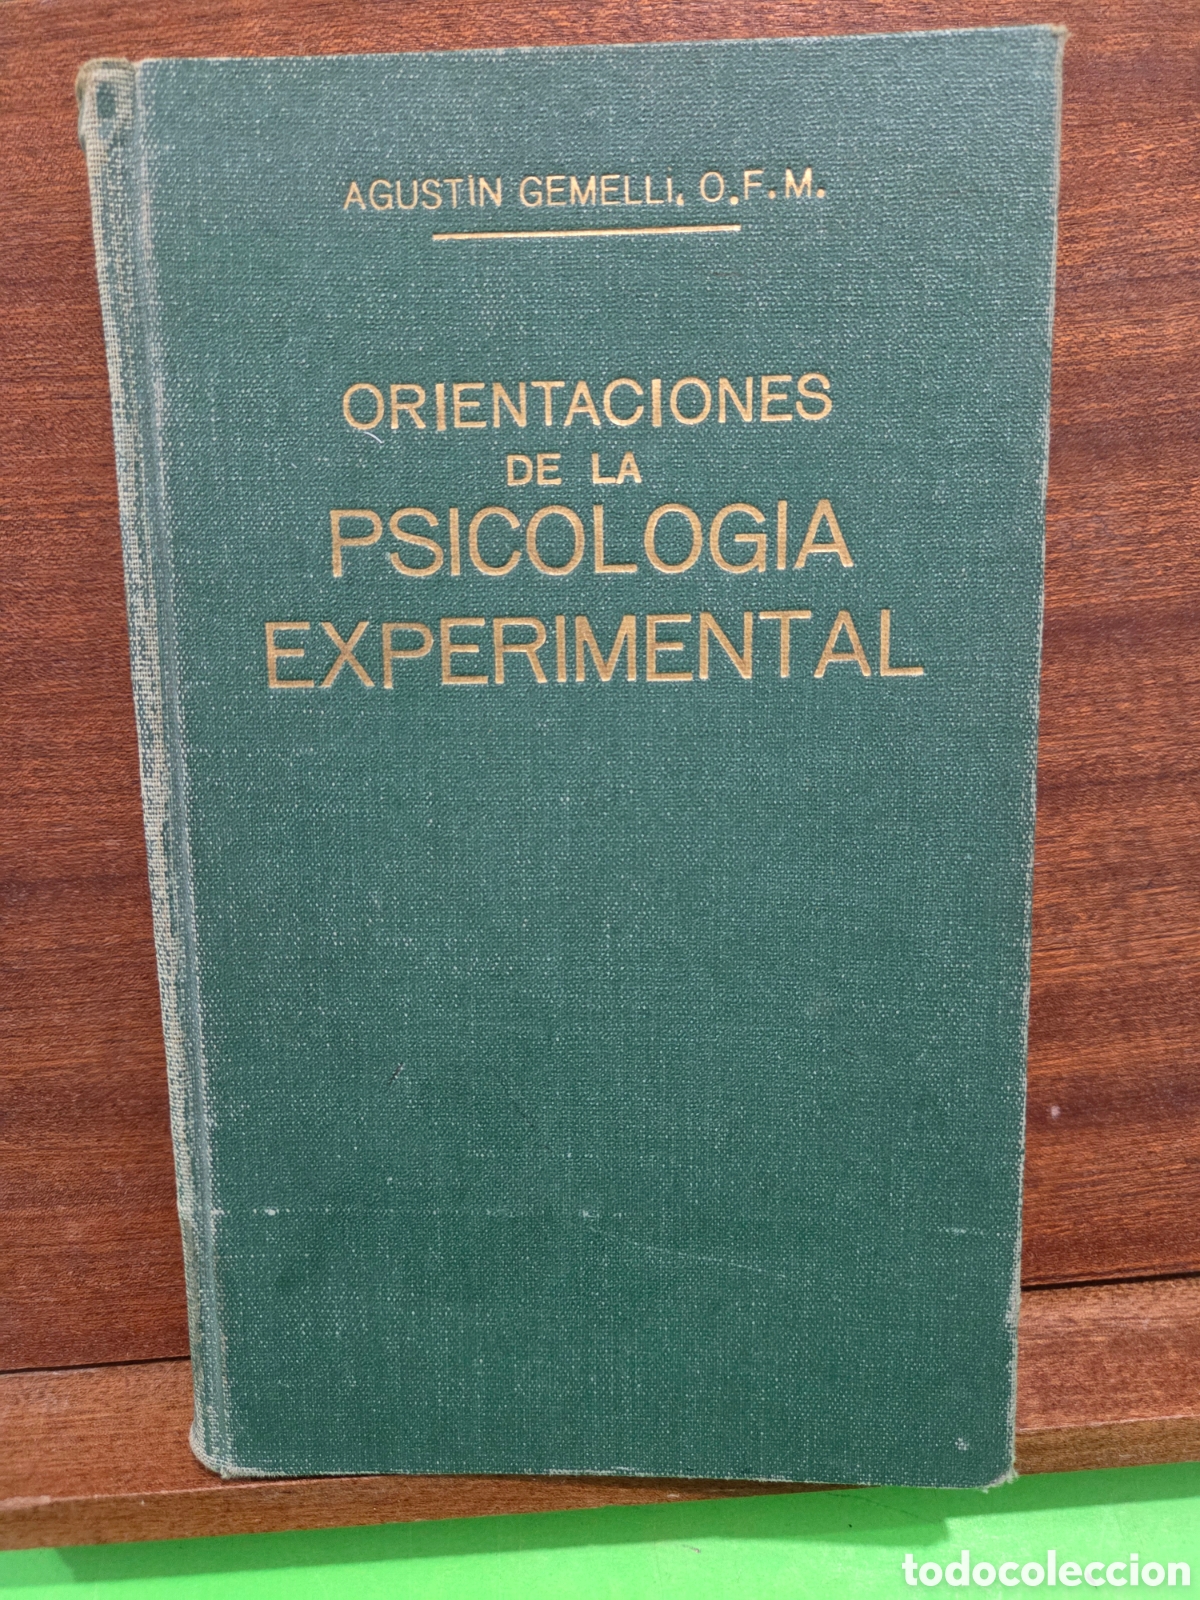 AGUSTIN GEMELLI, O.F.M.
ORIENTACIONES
DE LA
PSICOLOGIA
EXPERIMENTAL
todocoleccion